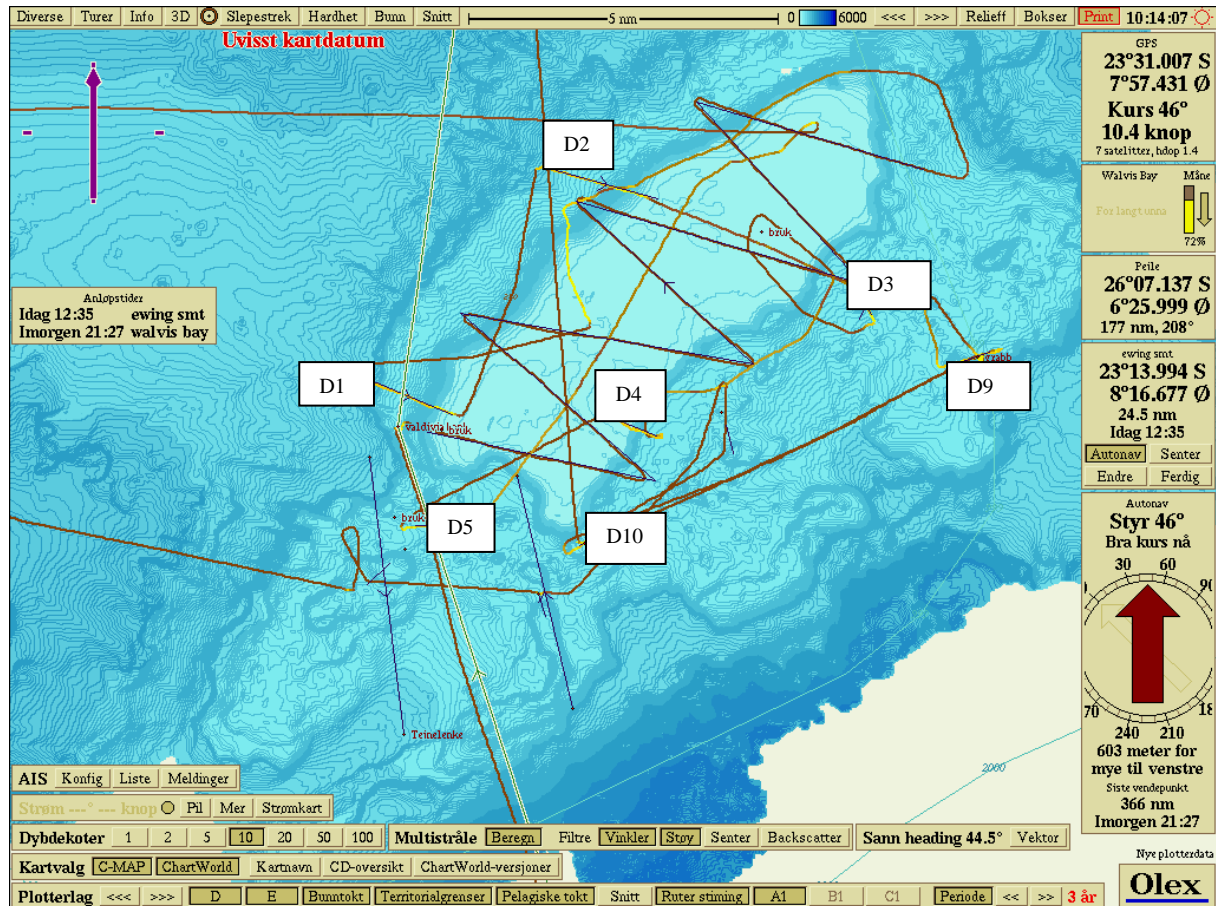 Diverse Turer Info 3D Slepestrek Hardhet Bunn Snitt 5 nm 0 6000 <<< >>> Relieff Bokser Print 10:14:07
Uvisst kartdatum
GPS
23°31.007 S
7°57.431 Ø
Kurs 46°
10.4 knop
7 satelitter, hdop 1.4
Walvis Bay Måne
For langt unna
72%
Peile
26°07.137 S
6°25.999 Ø
177 nm, 208°
ewing smt
23°13.994 S
8°16.677 Ø
24.5 nm
Idag 12:35
Autonav Senter
Endre Ferdig
Autonav
Styr 46°
Bra kurs nå
30 60
240 210
603 meter for
mye til venstre
Siste vendepunkt
366 nm
Imorgen 21:27
Nye plotterdata
Olex
Anløpstider
Idag 12:35 ewing smt
Imorgen 21:27 walvis bay
D2
bruk
D3
D1
D4
D9
bruk
bruk
D5
D10
Teinelenke
2000
AIS Konfig Liste Meldinger
Strøm ---° --- knop Pil Mer Strømkart
Dybdekoter 1 2 5 10 20 50 100 Multistråle Beregn Filtre Vinkler Støy Senter Backscatter Sann heading 44.5° Vektor
Kartvalg C-MAP ChartWorld Kartnavn CD-oversikt ChartWorld-versjoner
Plotterlag <<< >>> D E Bunntokt Territorialgrenser Pelagiske tokt Snitt Ruter stiming A1 B1 C1 Periode << >> 3 år